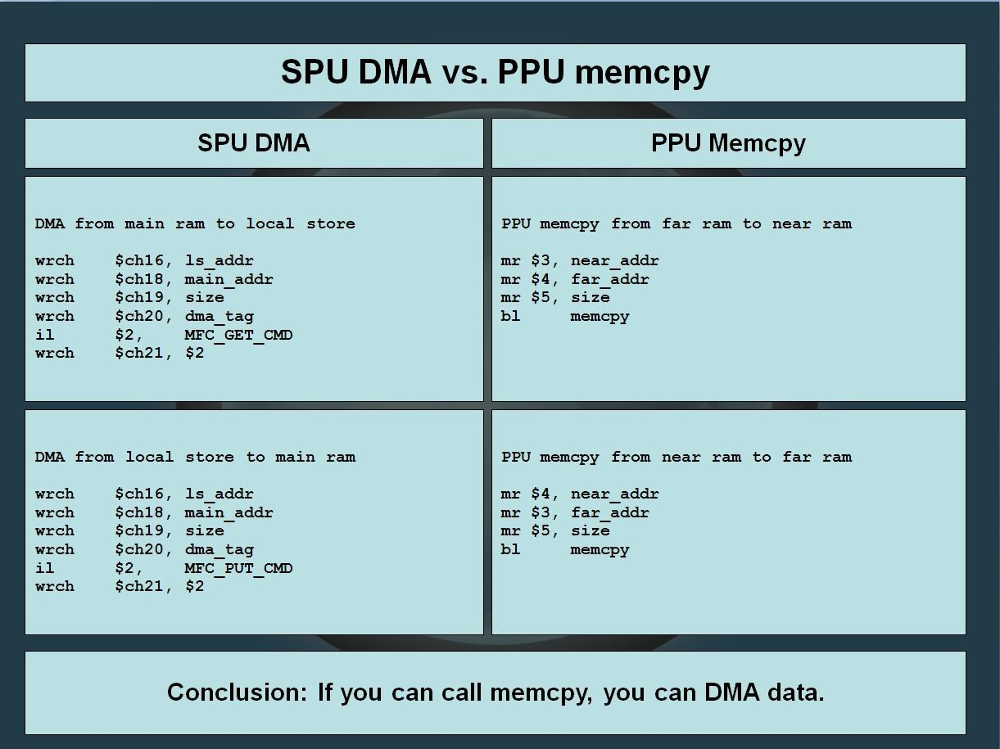 SPU DMA vs. PPU memcpy
SPU DMA
PPU Memcpy
DMA from main ram to local store
wrch $ch16, ls_addr
wrch $ch18, main_addr
wrch $ch19, size
wrch $ch20, dma_tag
il $2, MFC_GET_CMD
wrch $ch21, $2
PPU memcpy from far ram to near ram
mr $3, near_addr
mr $4, far_addr
mr $5, size
bl memcpy
DMA from local store to main ram
wrch $ch16, ls_addr
wrch $ch18, main_addr
wrch $ch19, size
wrch $ch20, dma_tag
il $2, MFC_PUT_CMD
wrch $ch21, $2
PPU memcpy from near ram to far ram
mr $4, near_addr
mr $3, far_addr
mr $5, size
bl memcpy
Conclusion: If you can call memcpy, you can DMA data.